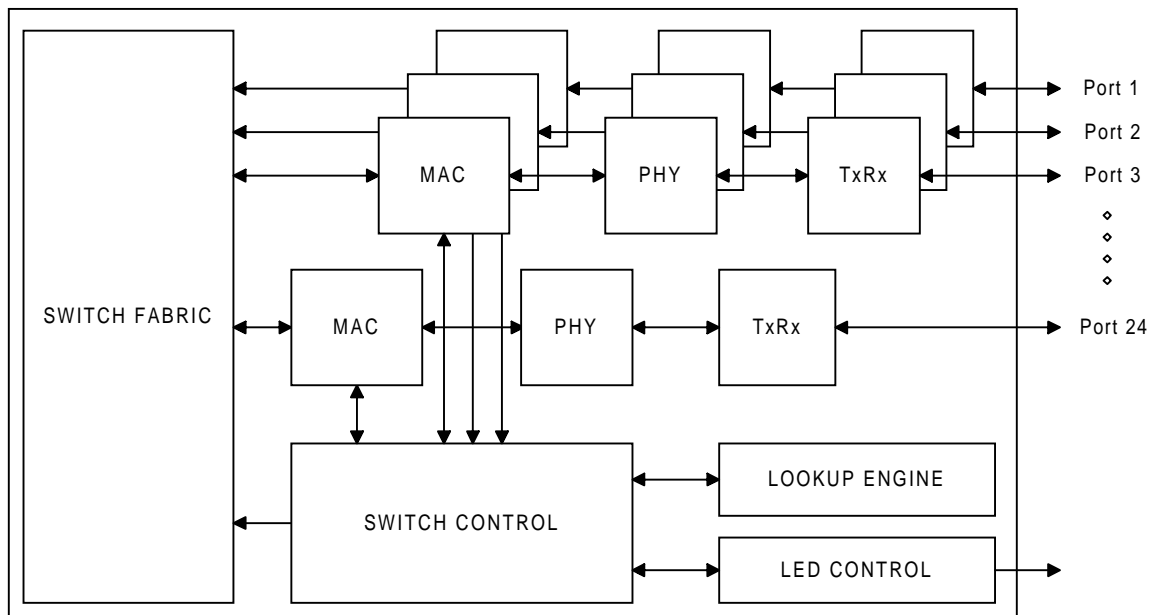 Port 1
Port 2
MAC PHY TxRx Port 3
SWITCH FABRIC MAC PHY TxRx Port 24
LOOKUP ENGINE
SWITCH CONTROL
LED CONTROL